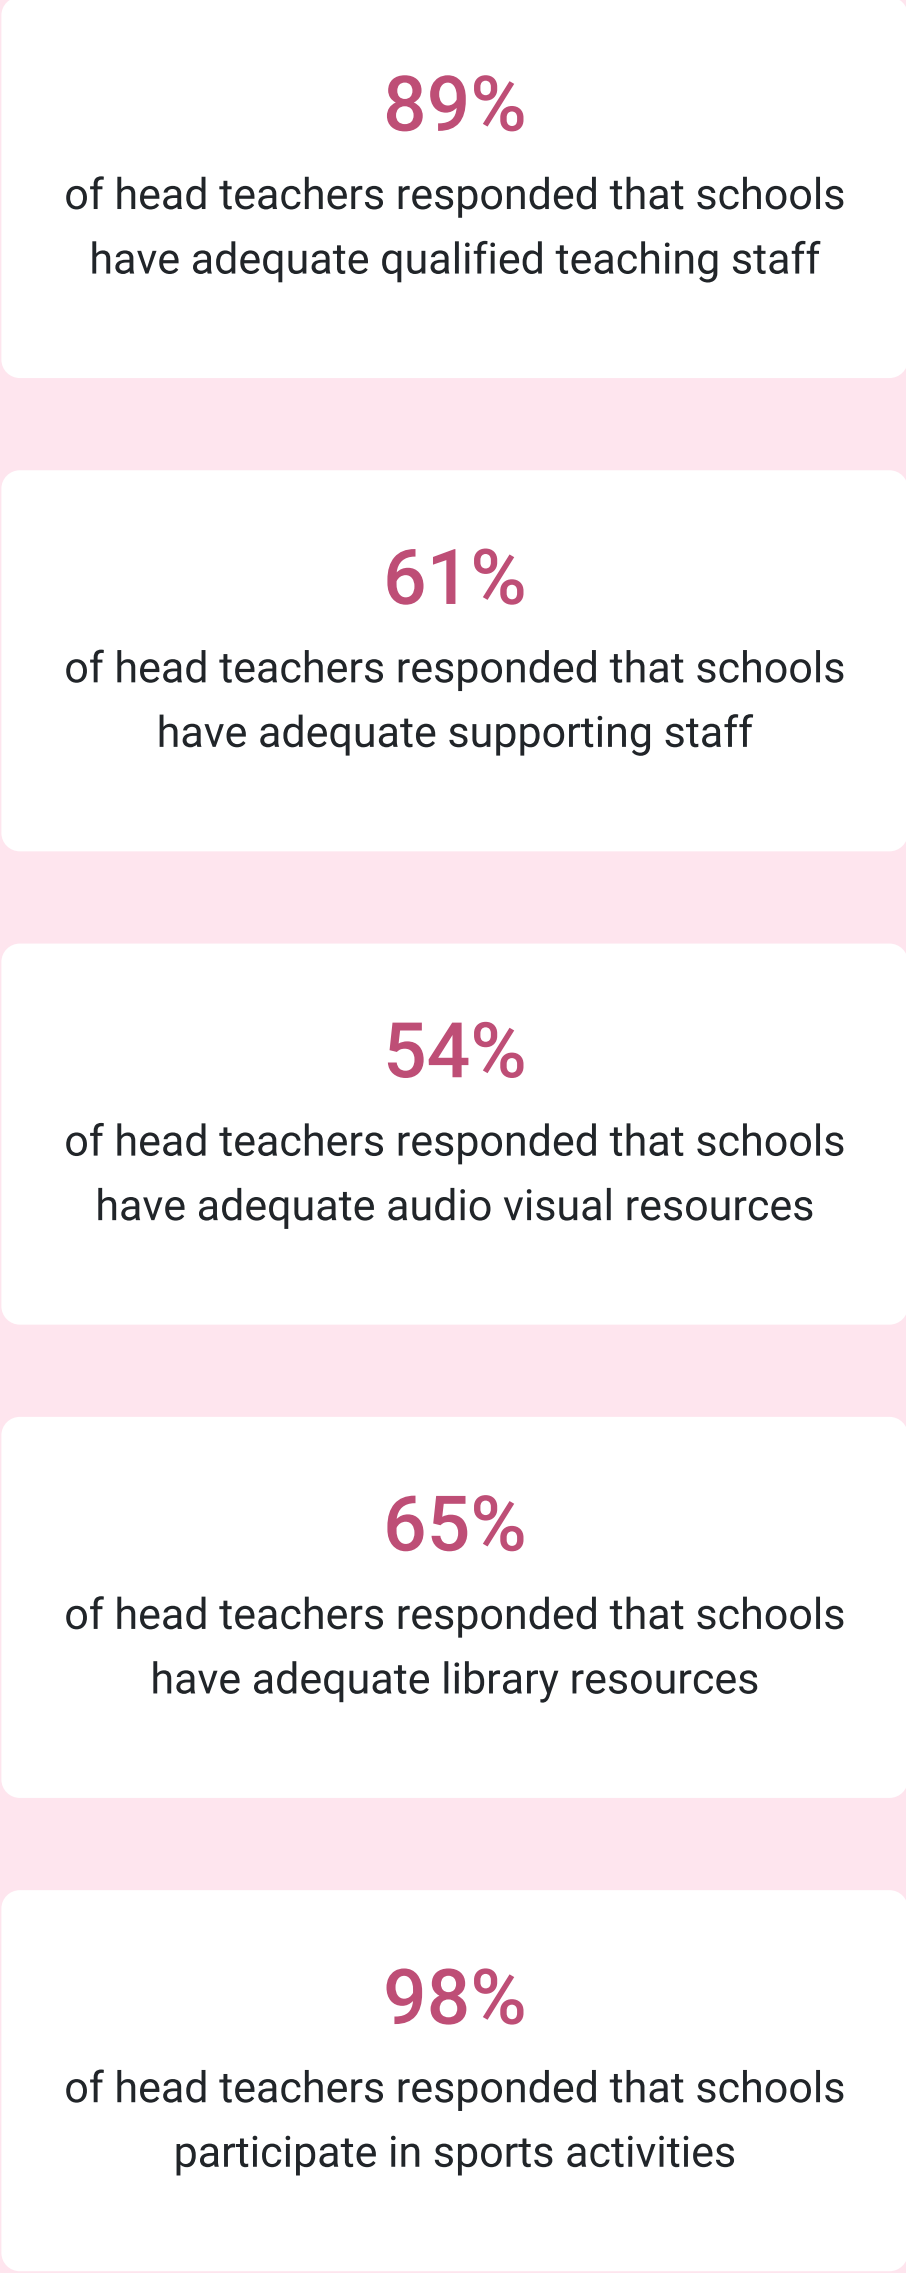 89%
of head teachers responded that schools
have adequate qualified teaching staff
61%
of head teachers responded that schools
have adequate supporting staff
54%
of head teachers responded that schools
have adequate audio visual resources
65%
of head teachers responded that schools
have adequate library resources
98%
of head teachers responded that schools
participate in sports activities